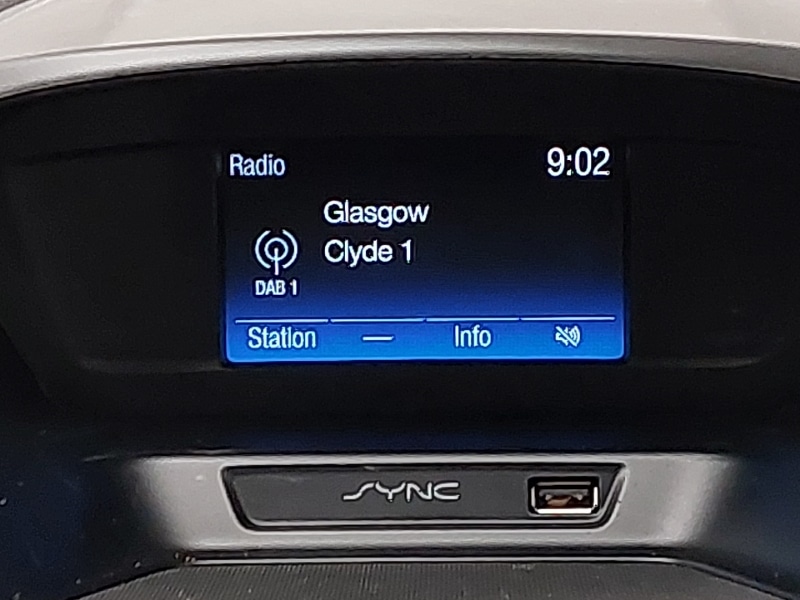 Radio 9:02
Glasgow
Clyde 1
DAB 1
Station — Info
SYNC